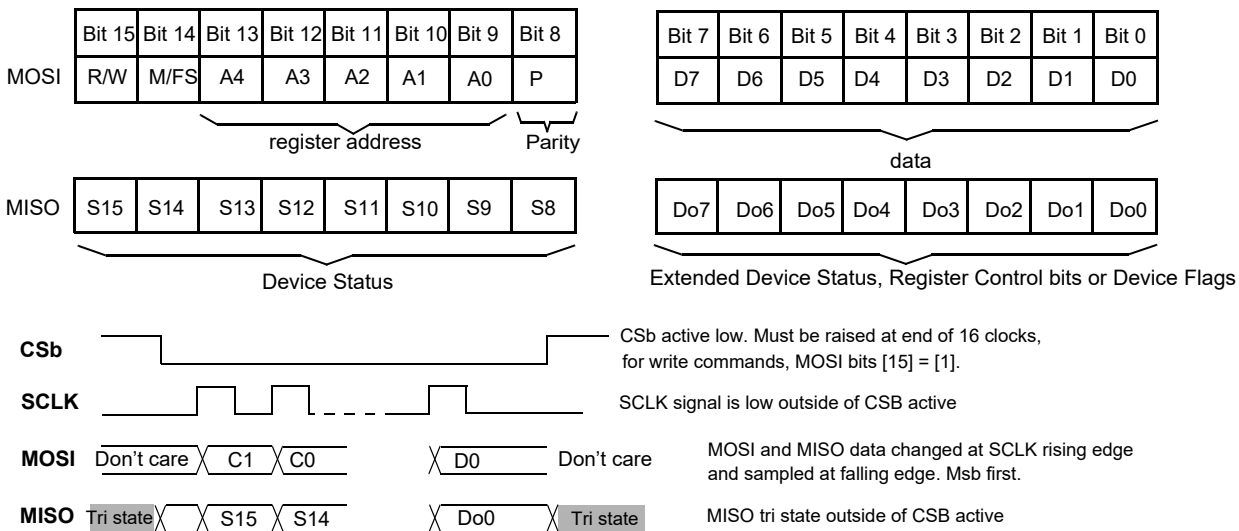 Bit 15 Bit 14 Bit 13 Bit 12 Bit 11 Bit 10 Bit 9 Bit 8 Bit 7 Bit 6 Bit 5 Bit 4 Bit 3 Bit 2 Bit 1 Bit 0
MOSI R/W M/FS A4 A3 A2 A1 A0 P D7 D6 D5 D4 D3 D2 D1 D0
register address Parity data
MISO S15 S14 S13 S12 S11 S10 S9 S8 Do7 Do6 Do5 Do4 Do3 Do2 Do1 Do0
Device Status Extended Device Status, Register Control bits or Device Flags
CSb CSb active low. Must be raised at end of 16 clocks,
for write commands, MOSI bits [15] = [1].
SCLK SCLK signal is low outside of CSB active
MOSI Don't care C1 C0 D0 Don't care MOSI and MISO data changed at SCLK rising edge
and sampled at falling edge. Msb first.
MISO Tri state S15 S14 Do0 Tri state MISO tri state outside of CSB active